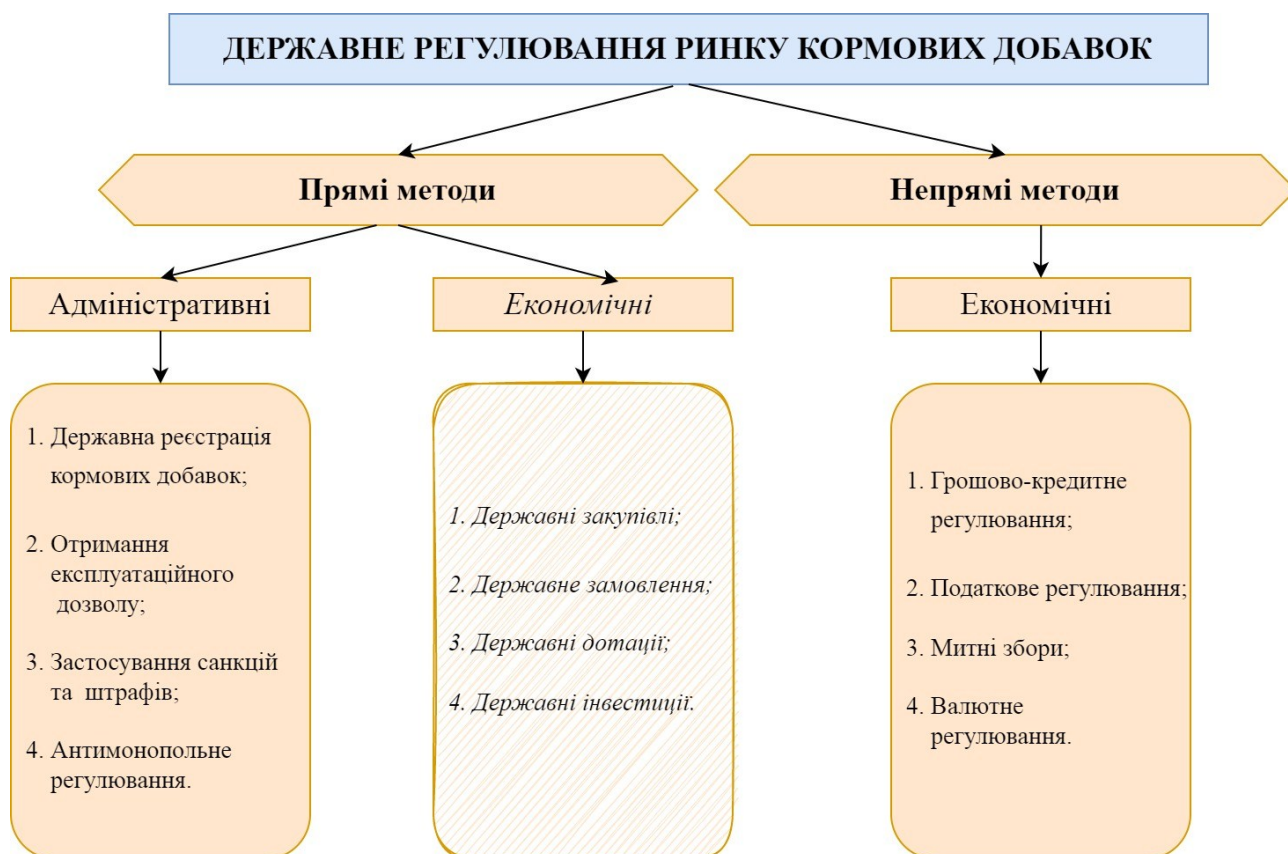 ДЕРЖАВНЕ РЕГУЛЮВАННЯ РИНКУ КОРМОВИХ ДОБАВОК
Прямі методи
Непрямі методи
Адміністративні
Економічні
Економічні
1. Державна реєстрація
кормових добавок;
2. Отримання
експлуатаційного
дозволу;
3. Застосування санкцій
та штрафів;
4. Антимонопольне
регулювання.
1. Державні закупівлі;
2. Державне замовлення;
3. Державні дотації;
4. Державні інвестиції.
1. Грошово-кредитне
регулювання;
2. Податкове регулювання;
3. Митні збори;
4. Валютне
регулювання.